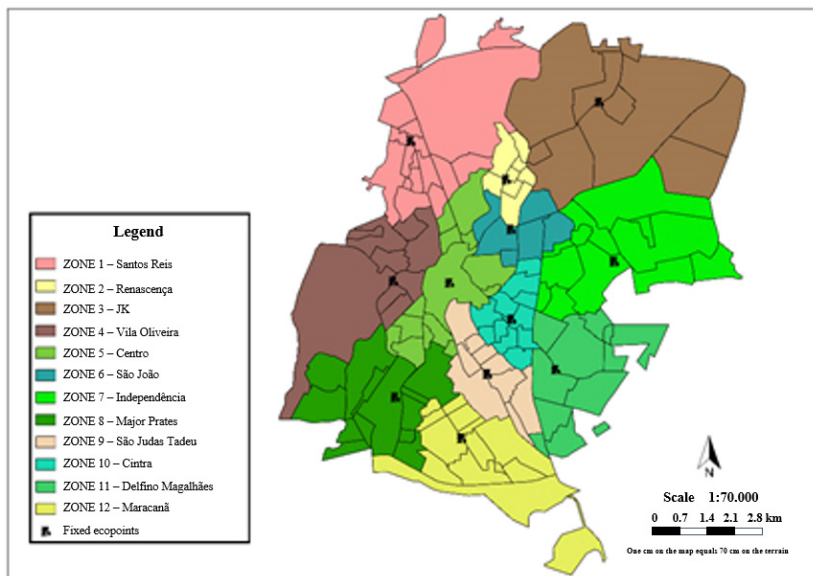 Legend
ZONE 1 – Santos Reis
ZONE 2 – Renascença
ZONE 3 – JK
ZONE 4 – Vila Oliveira
ZONE 5 – Centro
ZONE 6 – São João
ZONE 7 – Independência
ZONE 8 – Major Prates
ZONE 9 – São Judas Tadeu
ZONE 10 – Cintra
ZONE 11 – Delfino Magalhães
ZONE 12 – Maracanã
Fixed ecopoints
N
Scale 1:70.000
0 0.7 1.4 2.1 2.8 km
One cm on the map equals 70 cm on the terrain